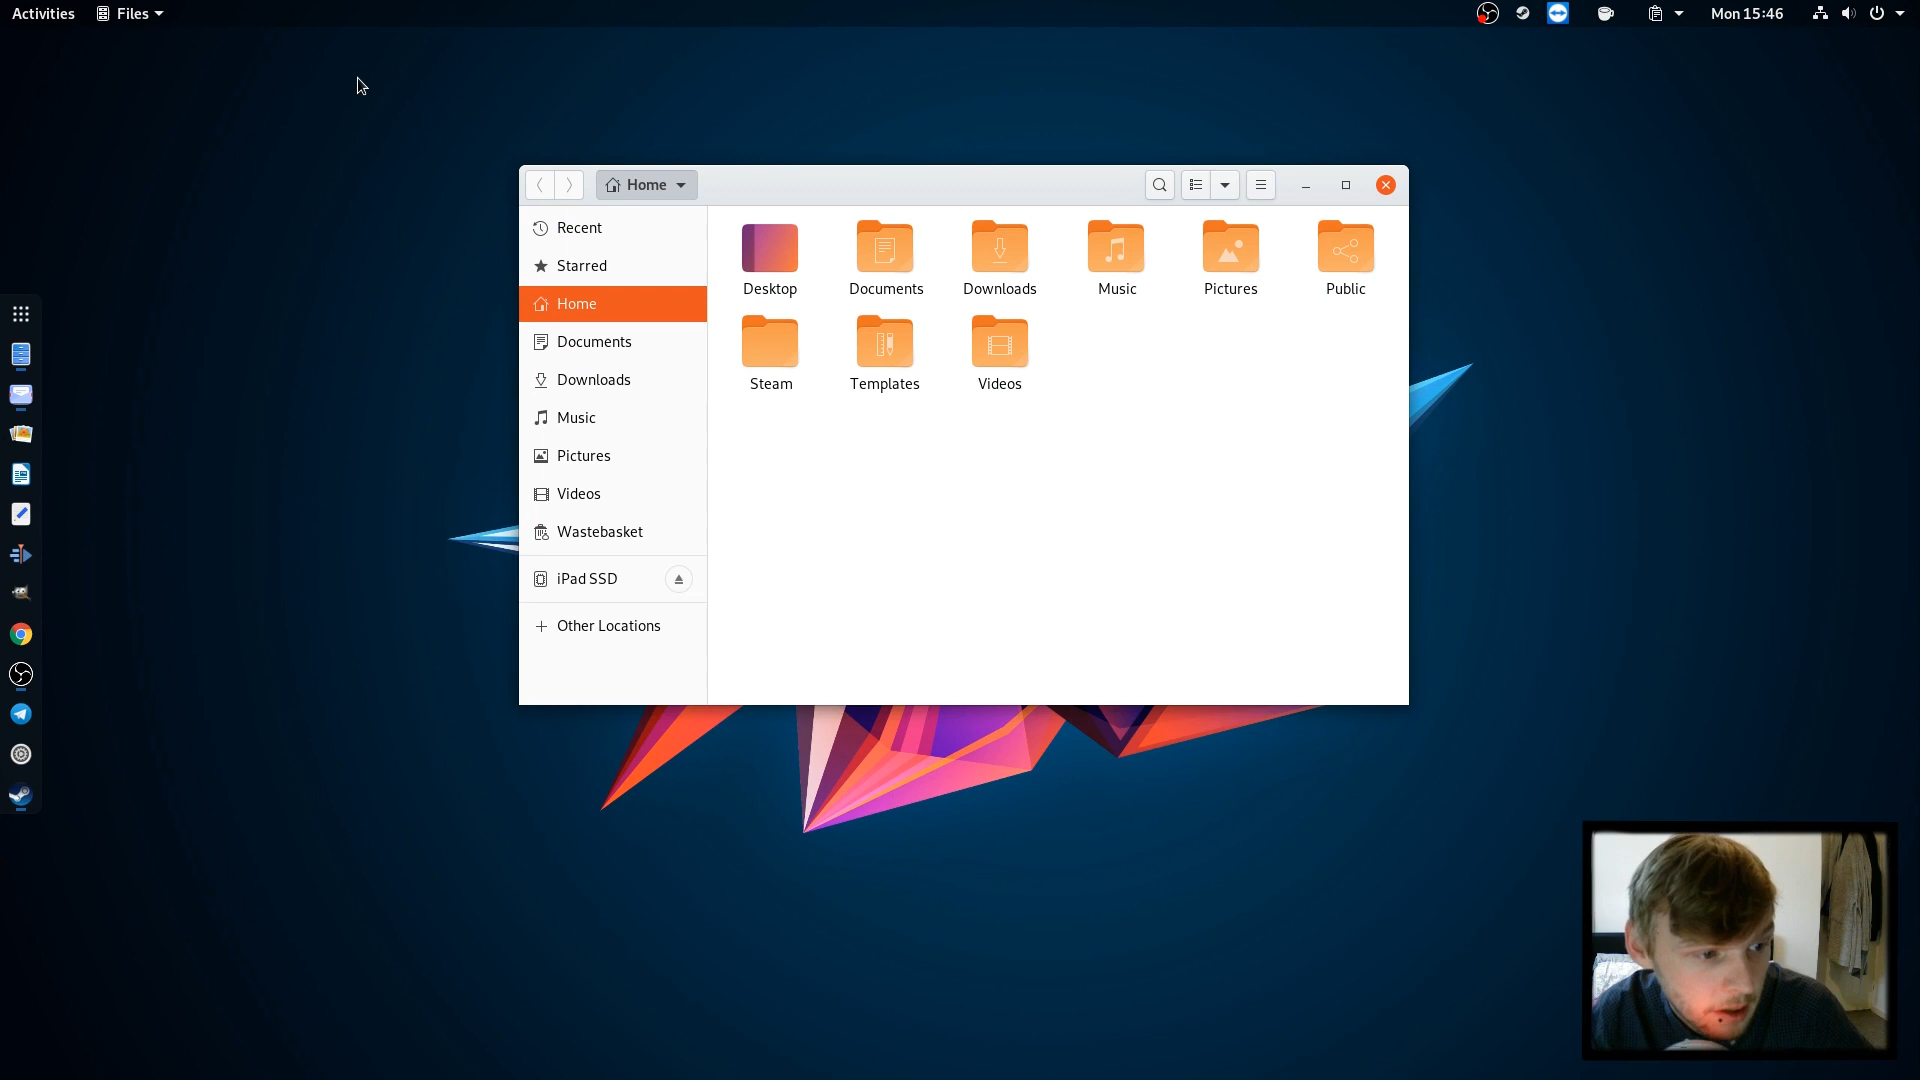 Activities
Files
Mon 15:46
Home
Recent
Starred
Home
Documents
Downloads
Music
Pictures
Videos
Wastebasket
iPad SSD
Other Locations
Desktop
Documents
Downloads
Music
Pictures
Public
Steam
Templates
Videos